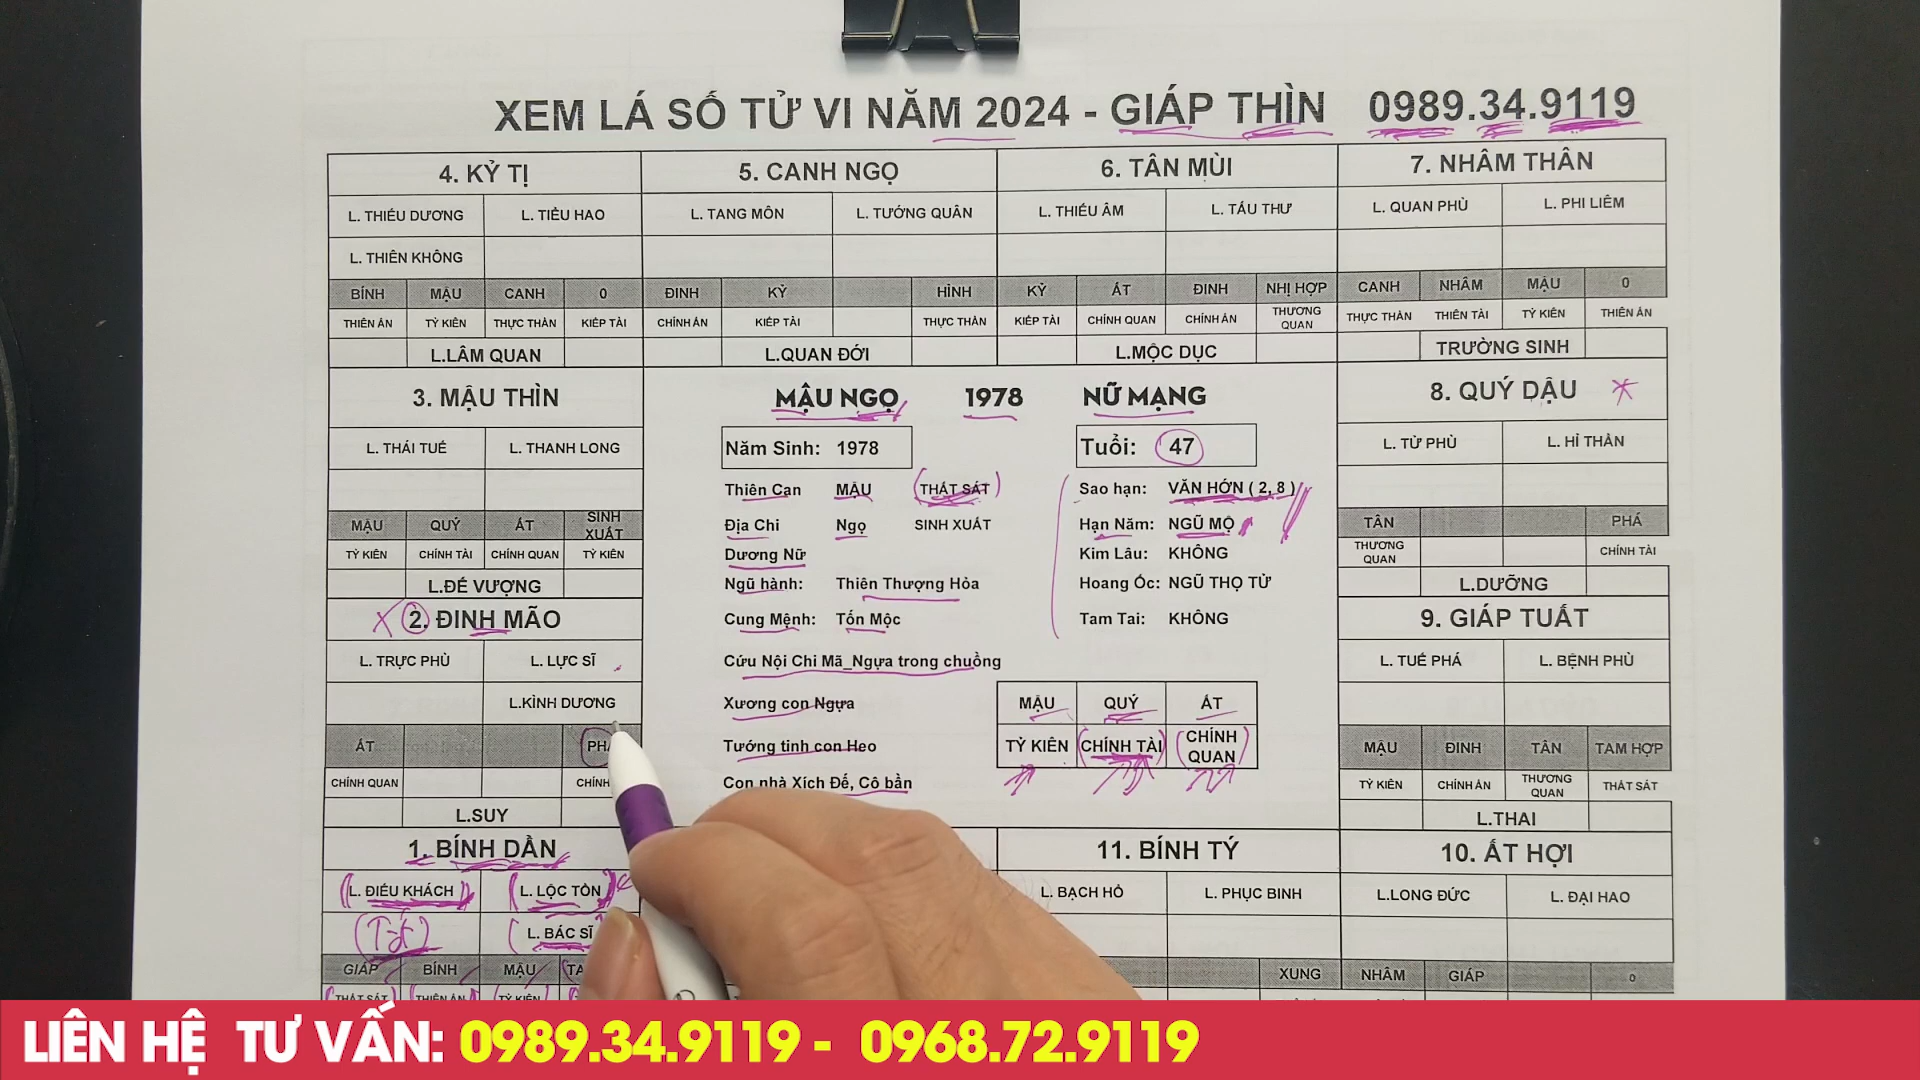 XEM LÁ SỐ TỬ VI NĂM 2024 - GIÁP THÌN 0989.34.9119
4. KỶ TỊ 5. CANH NGỌ 6. TÂN MÙI 7. NHÂM THÂN
L. THIẾU DƯƠNG L. TIỂU HAO L. TANG MÔN L. TƯỚNG QUÂN L. THIẾU ÂM L. TẤU THƯ L. QUAN PHÙ L. PHI LIÊM
L. THIÊN KHÔNG
BÍNH MẬU CANH 0 ĐINH KỶ HÌNH KỶ ẤT ĐINH NHỊ HỢP CANH NHÂM MẬU 0
THIÊN ẤN TỶ KIÊN THỰC THẦN KIẾP TÀI CHÍNH ẤN KIẾP TÀI THỰC THẦN KIẾP TÀI CHÍNH QUAN CHÍNH ẤN THƯƠNG QUAN THỰC THẦN THIÊN TÀI TỶ KIÊN THIÊN ẤN
L.LÂM QUAN L.QUAN ĐỚI L.MỘC DỤC TRƯỜNG SINH
3. MẬU THÌN MẬU NGỌ 1978 NỮ MẠNG 8. QUÝ DẬU
L. THÁI TUẾ L. THANH LONG Năm Sinh: 1978 Tuổi: 47 L. TỬ PHÙ L. HỈ THẦN
Thiên Can MẬU (THẤT SÁT) Sao hạn: VĂN HỚN ( 2, 8 )
MẬU QUÝ ẤT SINH XUẤT Địa Chi Ngọ SINH XUẤT Hạn Năm: NGŨ MỘ TÂN PHÁ
TỶ KIÊN CHÍNH TÀI CHÍNH QUAN TỶ KIÊN Dương Nữ Kim Lâu: KHÔNG THƯƠNG QUAN CHÍNH TÀI
L.ĐẾ VƯỢNG Ngũ hành: Thiên Thượng Hỏa Hoang Ốc: NGŨ THỌ TỬ L.DƯỠNG
2. ĐINH MÃO Cung Mệnh: Tốn Mộc Tam Tai: KHÔNG 9. GIÁP TUẤT
L. TRỰC PHÙ L. LỰC SĨ Cứu Nội Chi Mã_Ngựa trong chuồng L. TUẾ PHÁ L. BỆNH PHÙ
L.KÌNH DƯƠNG Xương con Ngựa MẬU QUÝ ẤT
ẤT Tướng tinh con Heo TỶ KIÊN (CHÍNH TÀI) (CHÍNH QUAN) MẬU ĐINH TÂN TAM HỢP
CHÍNH QUAN Con nhà Xích Đế, Cô bần TỶ KIÊN CHÍNH ẤN THƯƠNG QUAN THẤT SÁT
L.SUY L.THAI
1. BÍNH DẦN 11. BÍNH TÝ 10. ẤT HỢI
(L. ĐIẾU KHÁCH) (L. LỘC TỒN) L. BẠCH HỔ L. PHỤC BINH L.LONG ĐỨC L. ĐẠI HAO
(L. BÁC SĨ
GIÁP BÍNH MẬU XUNG NHÂM GIÁP 0
(THẤT SÁT) (THIÊN ẤN) (TỶ KIÊN)
LIÊN HỆ TƯ VẤN: 0989.34.9119 - 0968.72.9119